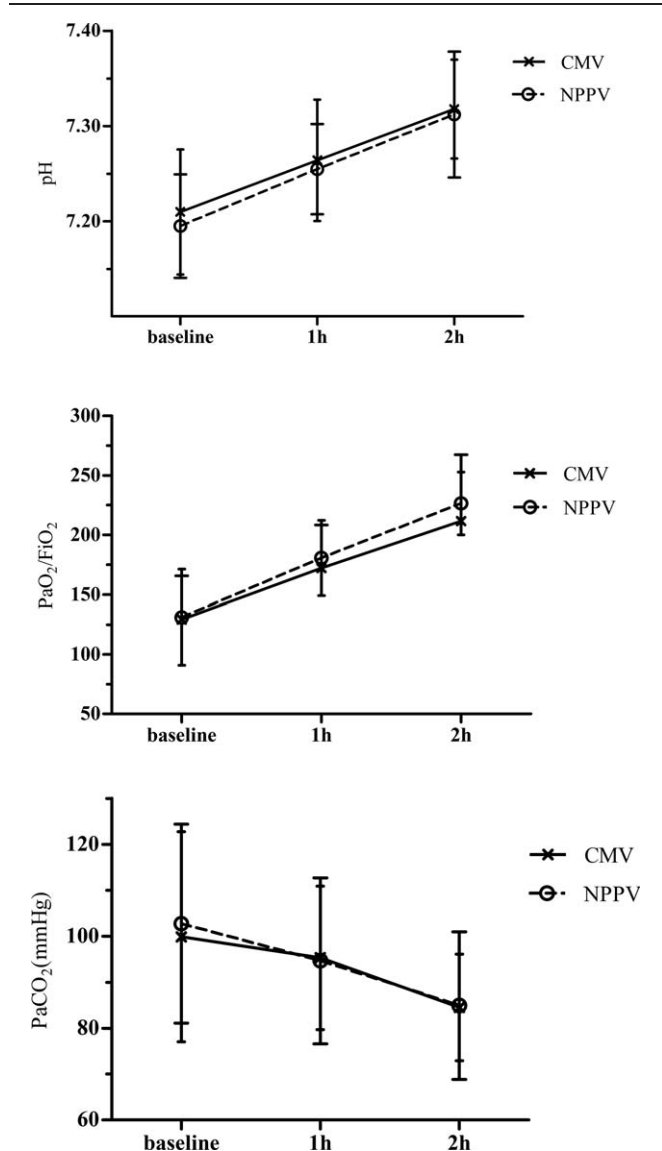 7.40
7.30
7.20
pH
baseline 1h 2h
CMV
NPPV
300
250
200
150
100
50
PaO₂/FiO₂
baseline 1h 2h
CMV
NPPV
120
100
80
60
PaCO₂(mmHg)
baseline 1h 2h
CMV
NPPV